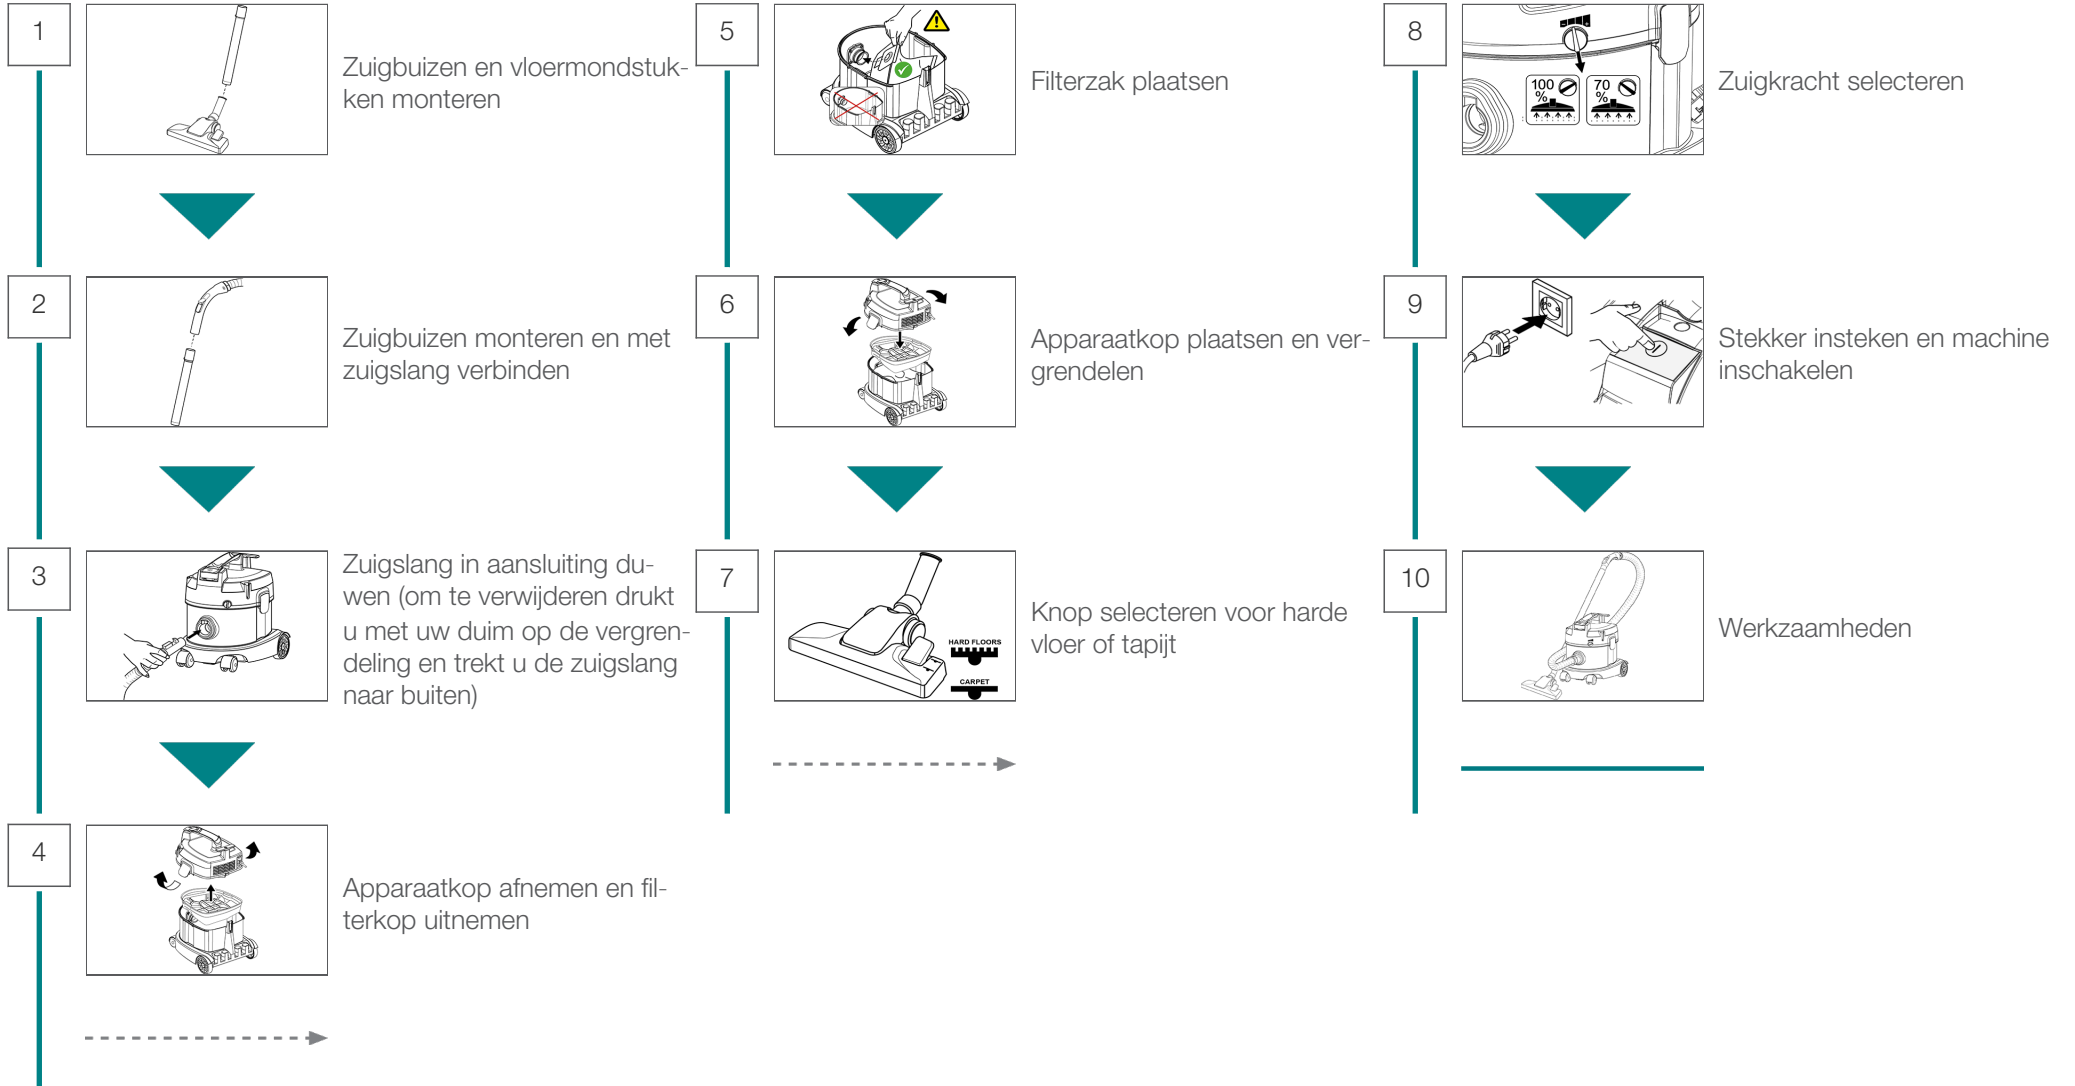 1
Zuigbuizen en vloermondstuk-
ken monteren
2
Zuigbuizen monteren en met
zuigslang verbinden
3
Zuigslang in aansluiting du-
wen (om te verwijderen drukt
u met uw duim op de vergren-
deling en trekt u de zuigslang
naar buiten)
4
Apparaatkop afnemen en fil-
terkop uitnemen
5
Filterzak plaatsen
6
Apparaatkop plaatsen en ver-
grendelen
7
HARD FLOORS
CARPET
Knop selecteren voor harde
vloer of tapijt
8
100 %
70 %
Zuigkracht selecteren
9
Stekker insteken en machine
inschakelen
10
Werkzaamheden